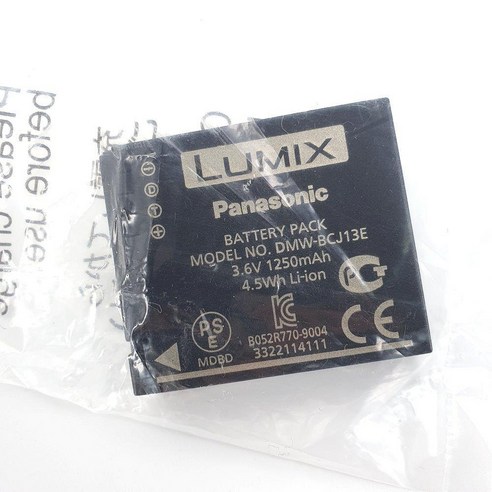 LUMIX
Panasonic
BATTERY PACK
MODEL NO. DMW-BCJ13E
3.6V 1250mAh
4.5Wh Li-ion
D
T
PS
E
MDBD
B052R770-9004
3322114111
CE
Please charge
before use